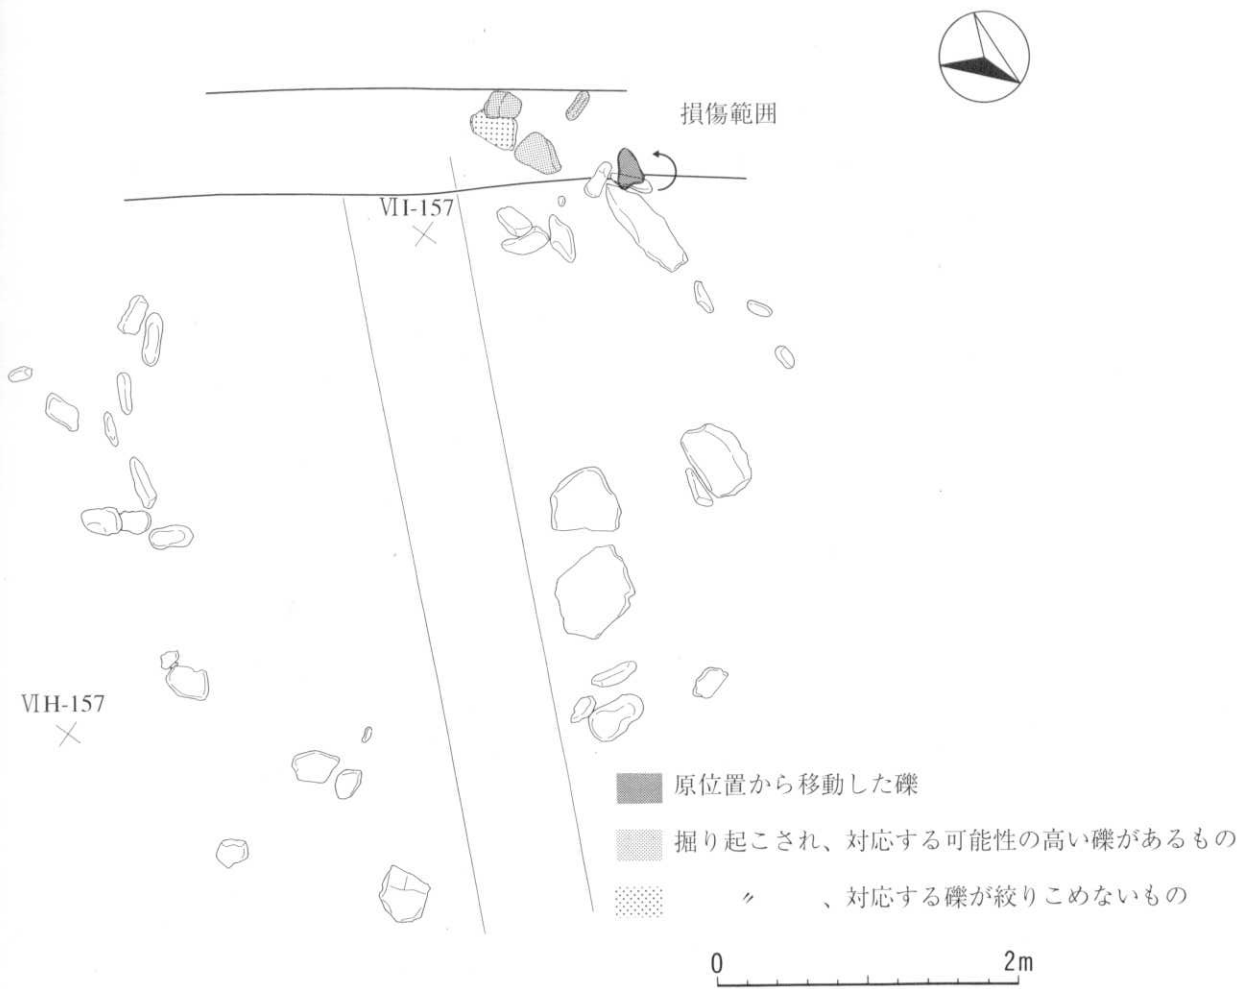 損傷範囲
ⅥI-157
ⅥH-157
原位置から移動した礫
掘り起こされ、対応する可能性の高い礫があるもの
〃 、対応する礫が絞りこめないもの
0 2m